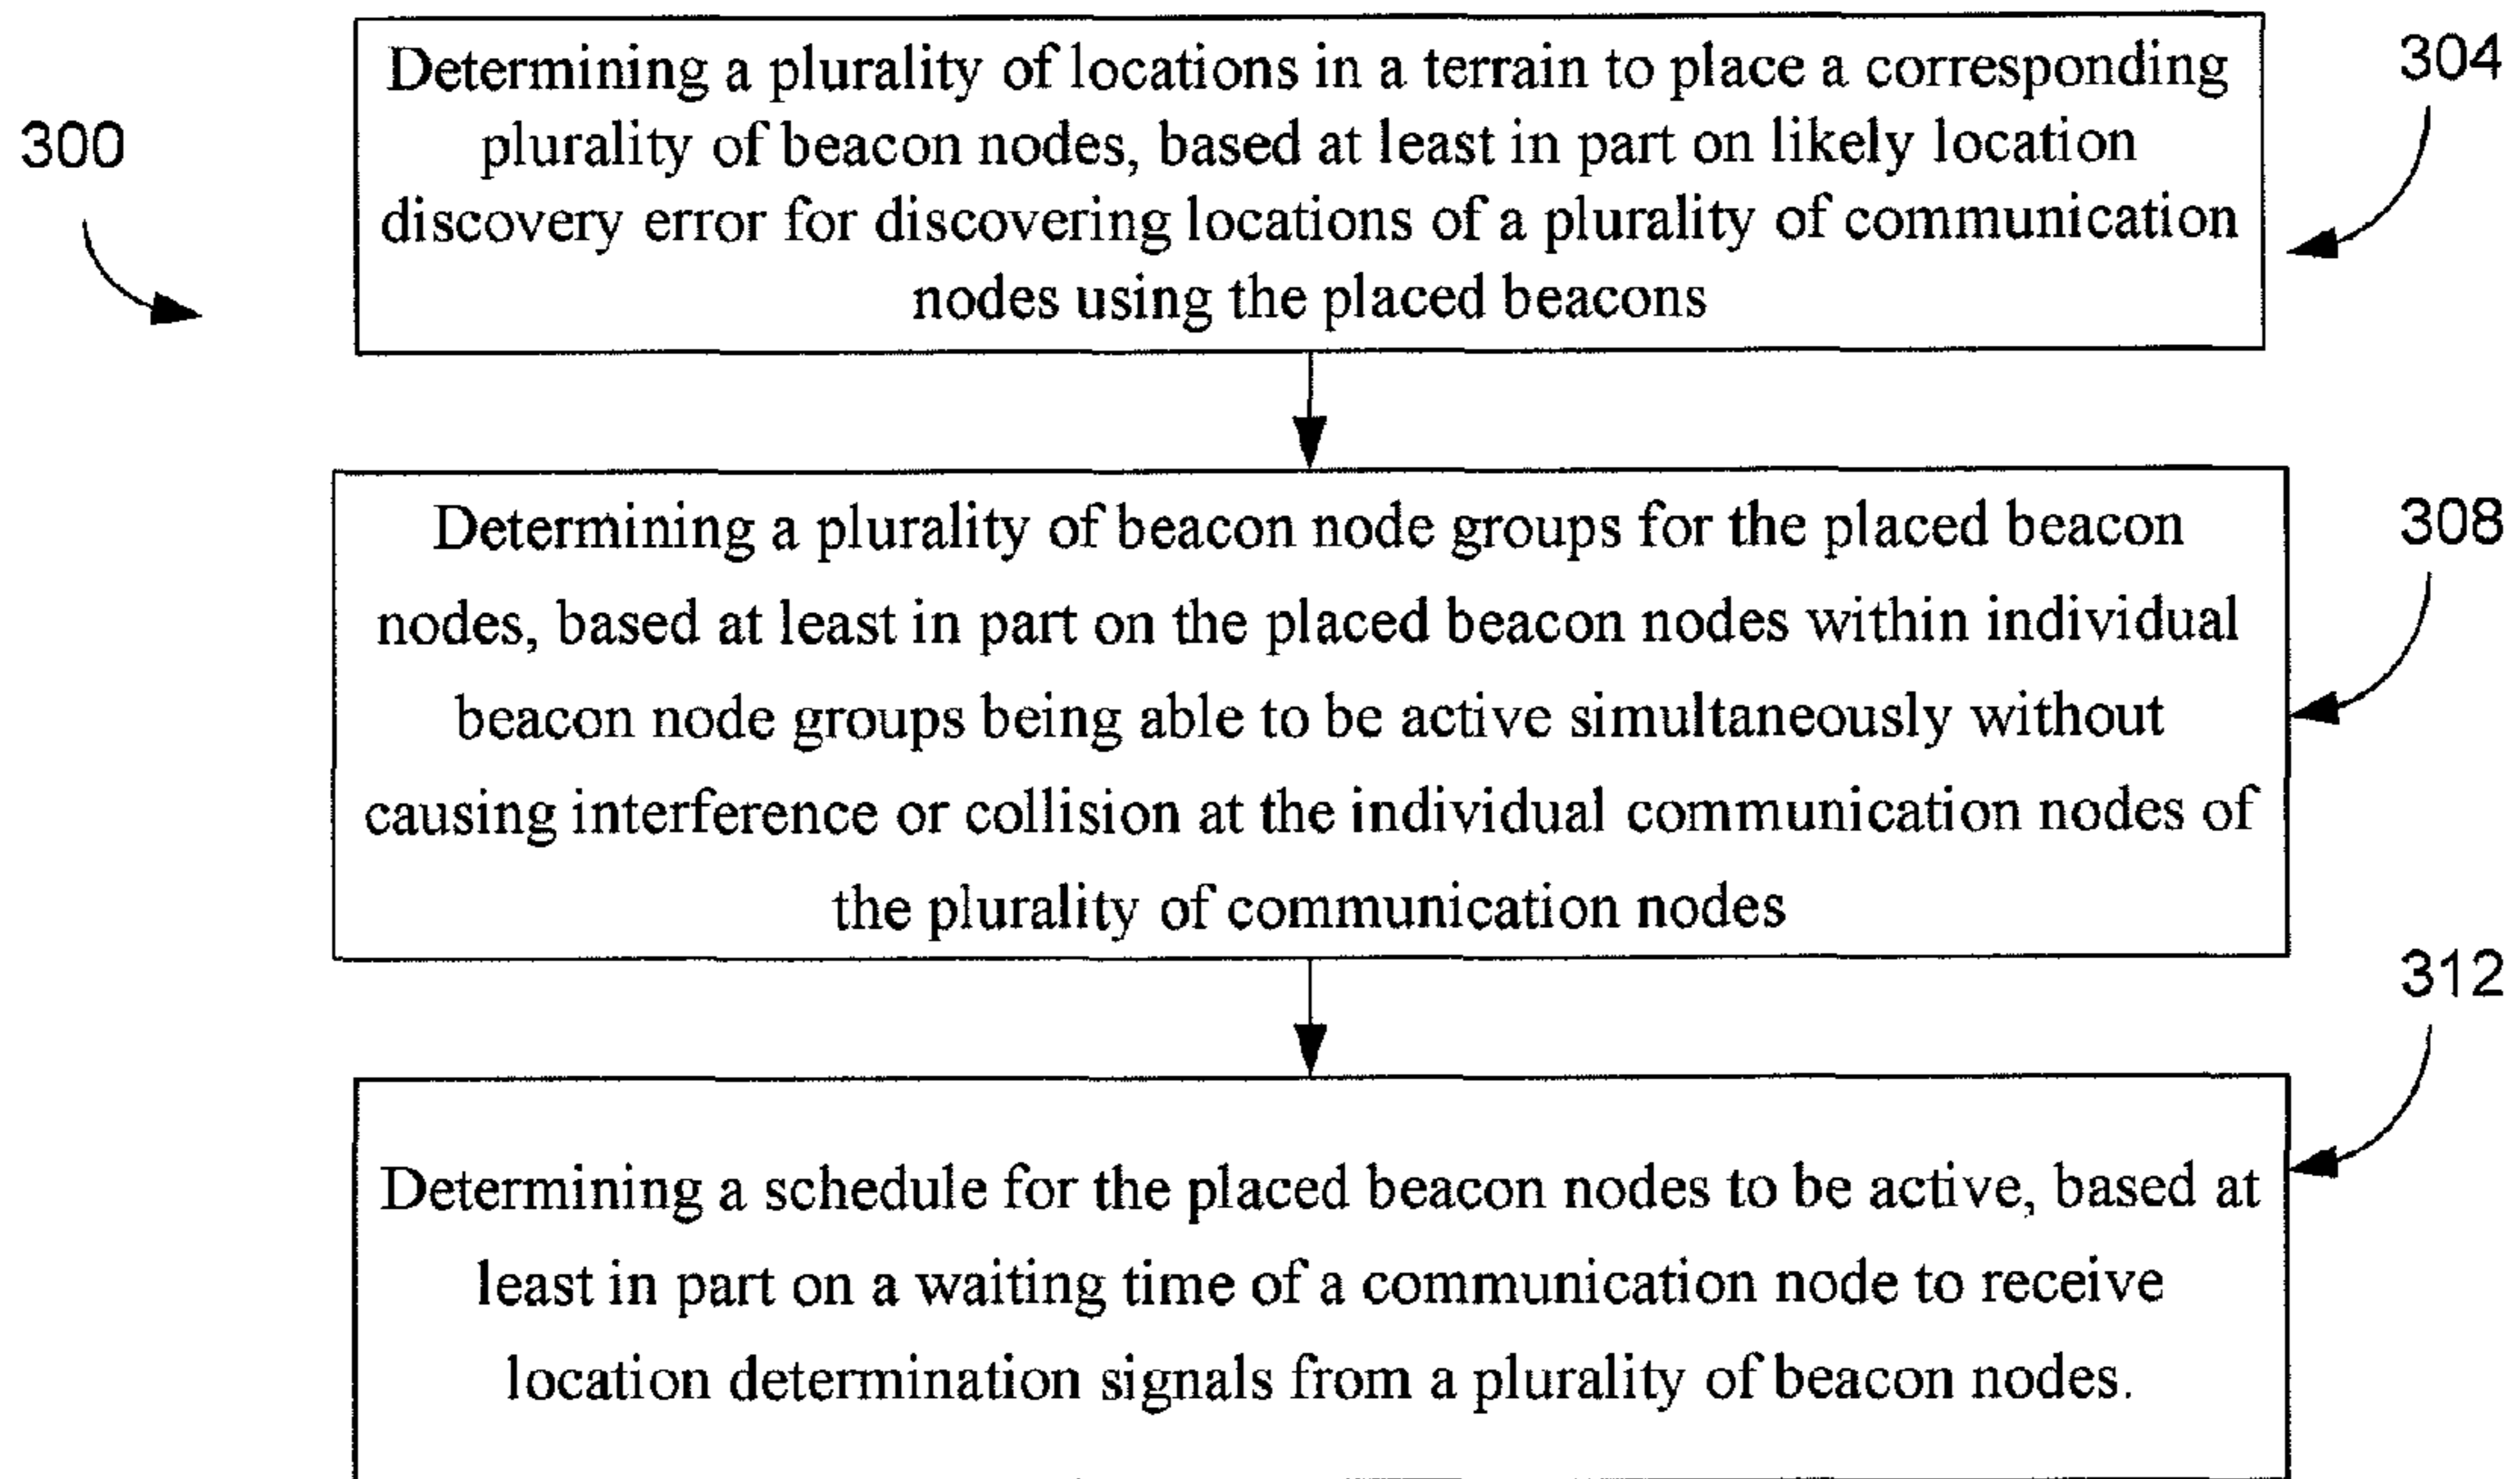 300
304
Determining a plurality of locations in a terrain to place a corresponding
plurality of beacon nodes, based at least in part on likely location
discovery error for discovering locations of a plurality of communication
nodes using the placed beacons
308
Determining a plurality of beacon node groups for the placed beacon
nodes, based at least in part on the placed beacon nodes within individual
beacon node groups being able to be active simultaneously without
causing interference or collision at the individual communication nodes of
the plurality of communication nodes
312
Determining a schedule for the placed beacon nodes to be active, based at
least in part on a waiting time of a communication node to receive
location determination signals from a plurality of beacon nodes.